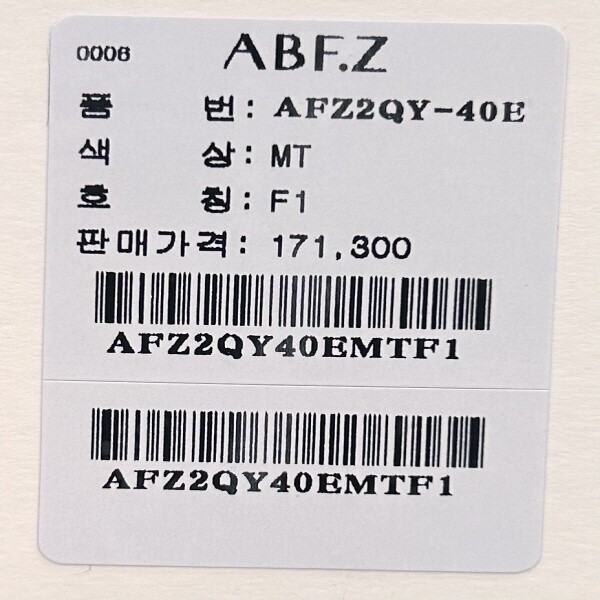 0006 ABF.Z
품 번: AFZ2QY-40E
색 상: MT
호 칭: F1
판매가격: 171,300
AFZ2QY40EMTF1
AFZ2QY40EMTF1